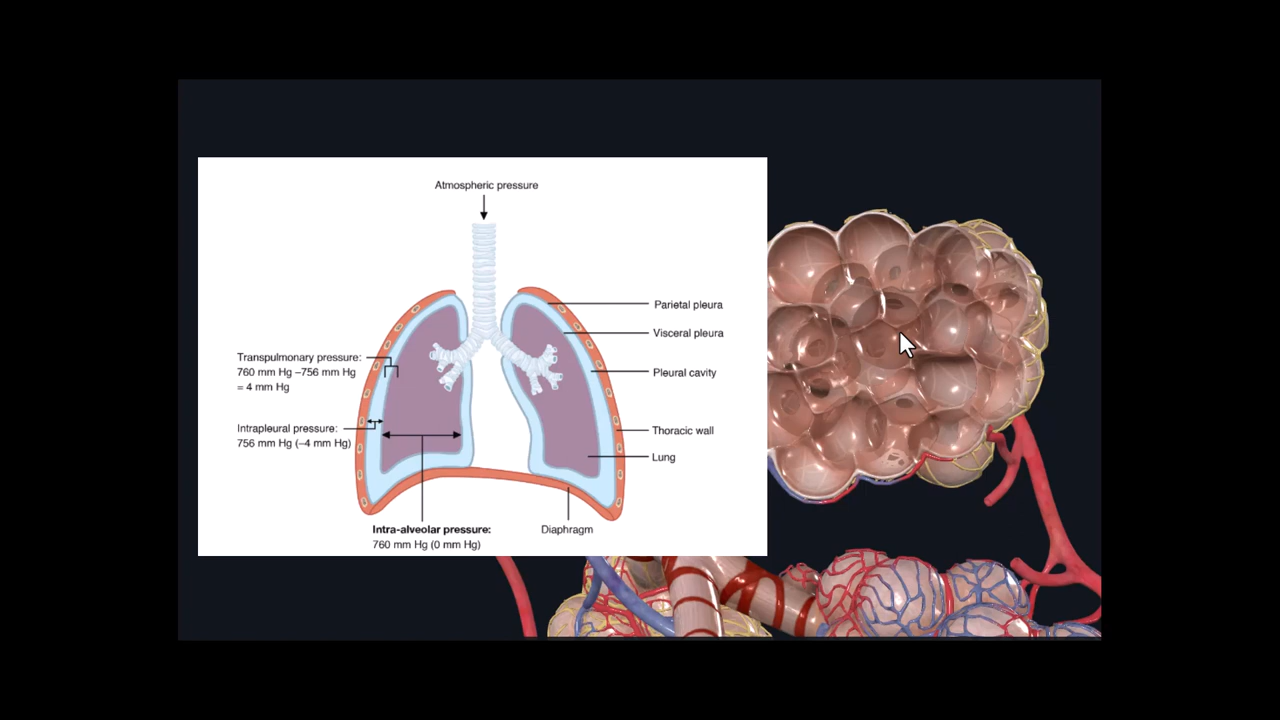 Atmospheric pressure
Parietal pleura
Visceral pleura
Transpulmonary pressure:
760 mm Hg –756 mm Hg
= 4 mm Hg
Pleural cavity
Intrapleural pressure:
756 mm Hg (–4 mm Hg)
Thoracic wall
Lung
Intra-alveolar pressure:
760 mm Hg (0 mm Hg)
Diaphragm